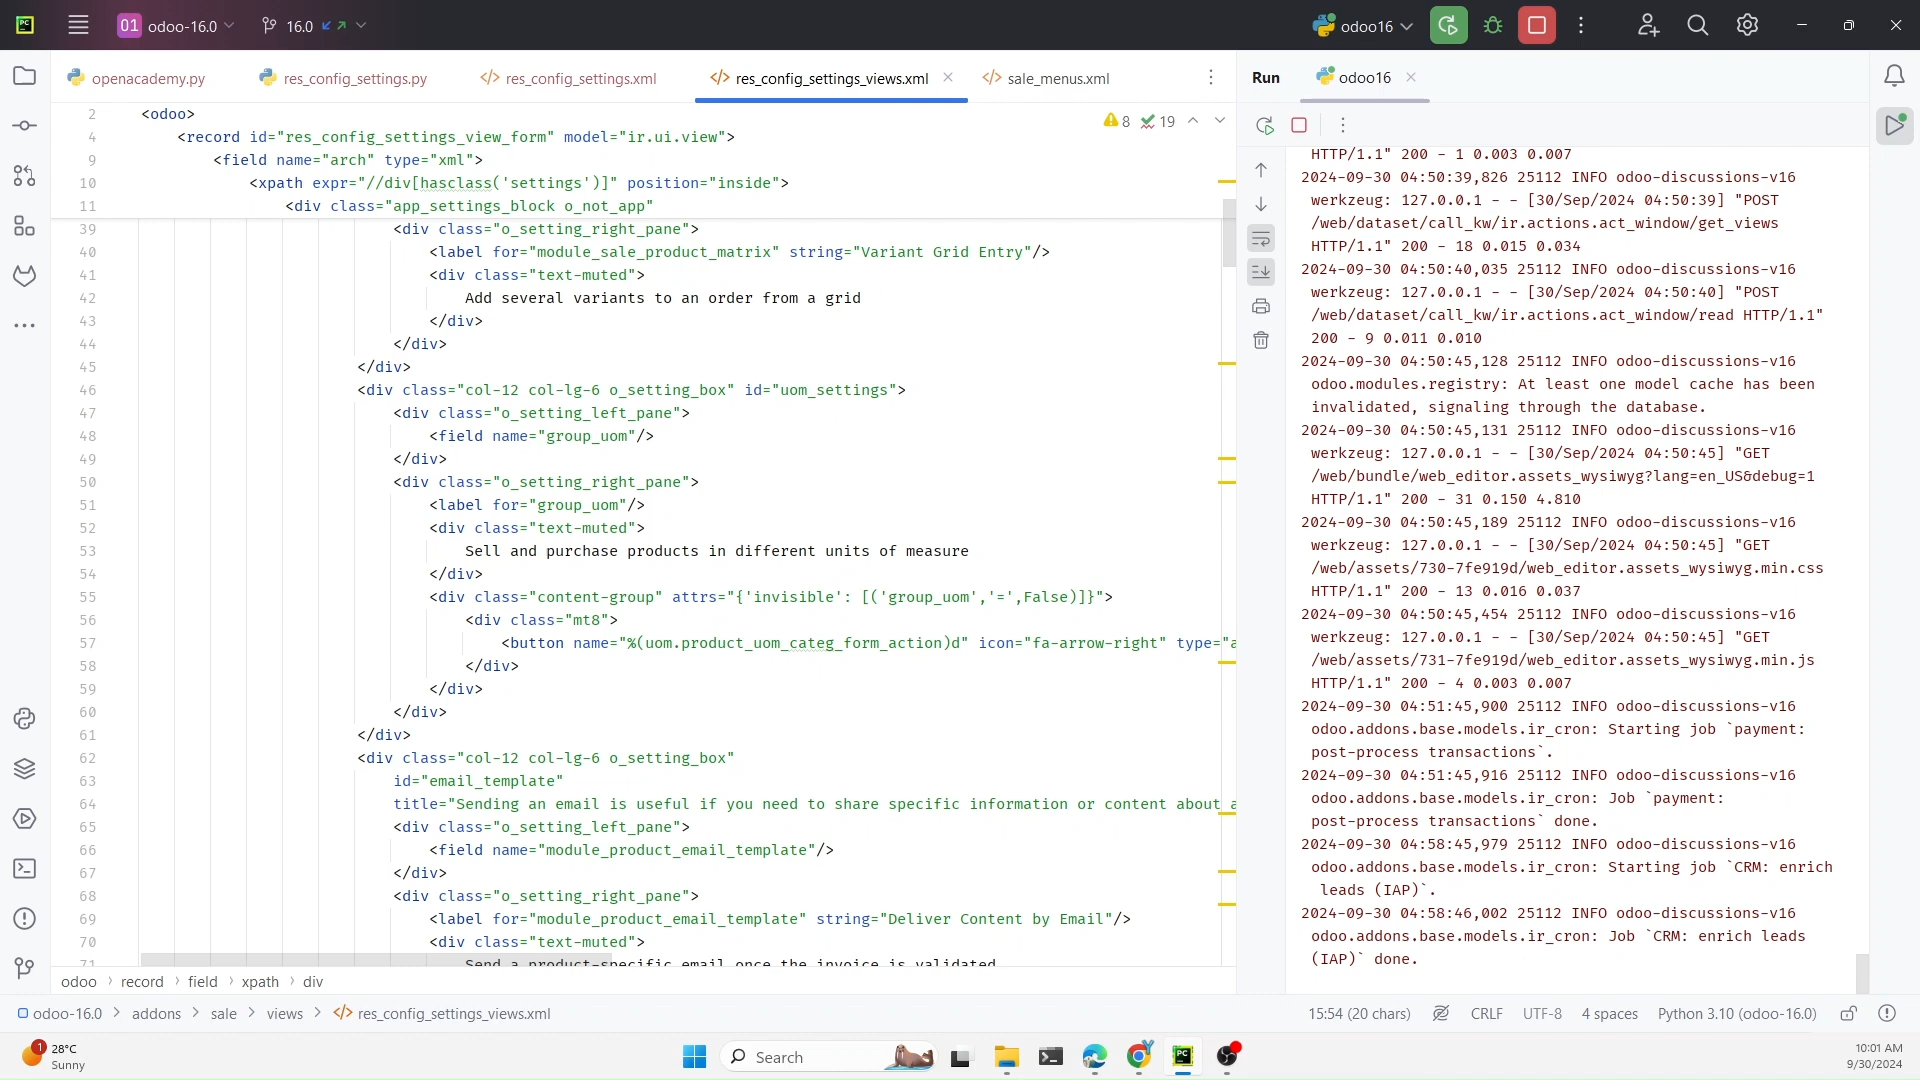 PC
01 odoo-16.0
16.0
odoo16
openacademy.py
res_config_settings.py
res_config_settings.xml
res_config_settings_views.xml
sale_menus.xml
Run
odoo16
8
19
2 <odoo>
4 <record id="res_config_settings_view_form" model="ir.ui.view">
9 <field name="arch" type="xml">
10 <xpath expr="//div[hasclass('settings')]" position="inside">
11 <div class="app_settings_block o_not_app"
39 <div class="o_setting_right_pane">
40 <label for="module_sale_product_matrix" string="Variant Grid Entry"/>
41 <div class="text-muted">
42 Add several variants to an order from a grid
43 </div>
44 </div>
45 </div>
46 <div class="col-12 col-lg-6 o_setting_box" id="uom_settings">
47 <div class="o_setting_left_pane">
48 <field name="group_uom"/>
49 </div>
50 <div class="o_setting_right_pane">
51 <label for="group_uom"/>
52 <div class="text-muted">
53 Sell and purchase products in different units of measure
54 </div>
55 <div class="content-group" attrs="{'invisible': [('group_uom','=',False)]}">
56 <div class="mt8">
57 <button name="%(uom.product_uom_categ_form_action)d" icon="fa-arrow-right" type="a
58 </div>
59 </div>
60 </div>
61 </div>
62 <div class="col-12 col-lg-6 o_setting_box"
63 id="email_template"
64 title="Sending an email is useful if you need to share specific information or content about a
65 <div class="o_setting_left_pane">
66 <field name="module_product_email_template"/>
67 </div>
68 <div class="o_setting_right_pane">
69 <label for="module_product_email_template" string="Deliver Content by Email"/>
70 <div class="text-muted">
71 Send a product-specific email once the invoice is validated
HTTP/1.1" 200 - 1 0.003 0.007
2024-09-30 04:50:39,826 25112 INFO odoo-discussions-v16
werkzeug: 127.0.0.1 - - [30/Sep/2024 04:50:39] "POST
/web/dataset/call_kw/ir.actions.act_window/get_views
HTTP/1.1" 200 - 18 0.015 0.034
2024-09-30 04:50:40,035 25112 INFO odoo-discussions-v16
werkzeug: 127.0.0.1 - - [30/Sep/2024 04:50:40] "POST
/web/dataset/call_kw/ir.actions.act_window/read HTTP/1.1"
200 - 9 0.011 0.010
2024-09-30 04:50:45,128 25112 INFO odoo-discussions-v16
odoo.modules.registry: At least one model cache has been
invalidated, signaling through the database.
2024-09-30 04:50:45,131 25112 INFO odoo-discussions-v16
werkzeug: 127.0.0.1 - - [30/Sep/2024 04:50:45] "GET
/web/bundle/web_editor.assets_wysiwyg?lang=en_US&debug=1
HTTP/1.1" 200 - 31 0.150 4.810
2024-09-30 04:50:45,189 25112 INFO odoo-discussions-v16
werkzeug: 127.0.0.1 - - [30/Sep/2024 04:50:45] "GET
/web/assets/730-7fe919d/web_editor.assets_wysiwyg.min.css
HTTP/1.1" 200 - 13 0.016 0.037
2024-09-30 04:50:45,454 25112 INFO odoo-discussions-v16
werkzeug: 127.0.0.1 - - [30/Sep/2024 04:50:45] "GET
/web/assets/731-7fe919d/web_editor.assets_wysiwyg.min.js
HTTP/1.1" 200 - 4 0.003 0.007
2024-09-30 04:51:45,900 25112 INFO odoo-discussions-v16
odoo.addons.base.models.ir_cron: Starting job `payment:
post-process transactions`.
2024-09-30 04:51:45,916 25112 INFO odoo-discussions-v16
odoo.addons.base.models.ir_cron: Job `payment:
post-process transactions` done.
2024-09-30 04:58:45,979 25112 INFO odoo-discussions-v16
odoo.addons.base.models.ir_cron: Starting job `CRM: enrich
leads (IAP)`.
2024-09-30 04:58:46,002 25112 INFO odoo-discussions-v16
odoo.addons.base.models.ir_cron: Job `CRM: enrich leads
(IAP)` done.
odoo › record › field › xpath › div
odoo-16.0 > addons > sale > views > res_config_settings_views.xml
15:54 (20 chars)
CRLF
UTF-8
4 spaces
Python 3.10 (odoo-16.0)
1
28°C
Sunny
Search
PC
10:01 AM
9/30/2024